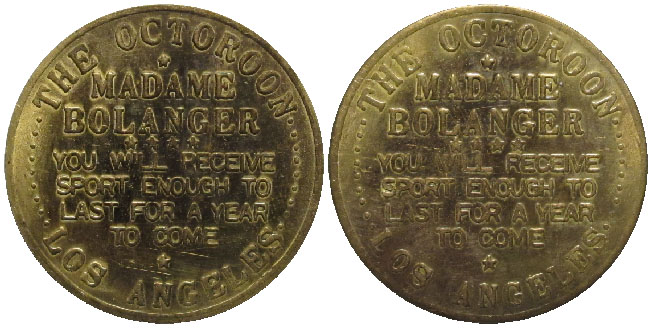 THE OCTOROON
MADAME
BOLANGER
YOU WILL RECEIVE
SPORT ENOUGH TO
LAST FOR A YEAR
TO COME
LOS ANGELES.
THE OCTOROON
MADAME
BOLANGER
YOU WILL RECEIVE
SPORT ENOUGH TO
LAST FOR A YEAR
TO COME
LOS ANGELES.